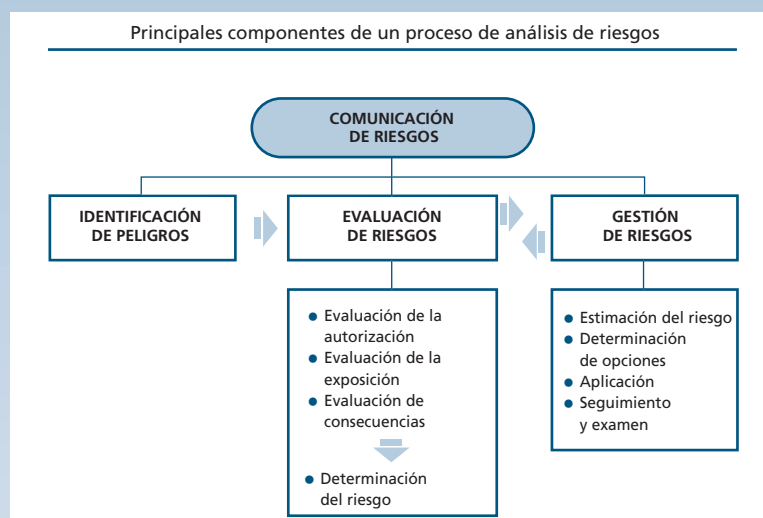 Principales componentes de un proceso de análisis de riesgos
COMUNICACIÓN
DE RIESGOS
IDENTIFICACIÓN
DE PELIGROS
EVALUACIÓN
DE RIESGOS
GESTIÓN
DE RIESGOS
● Evaluación de la
autorización
● Evaluación de la
exposición
● Evaluación de
consecuencias
● Determinación
del riesgo
● Estimación del riesgo
● Determinación
de opciones
● Aplicación
● Seguimiento
y examen